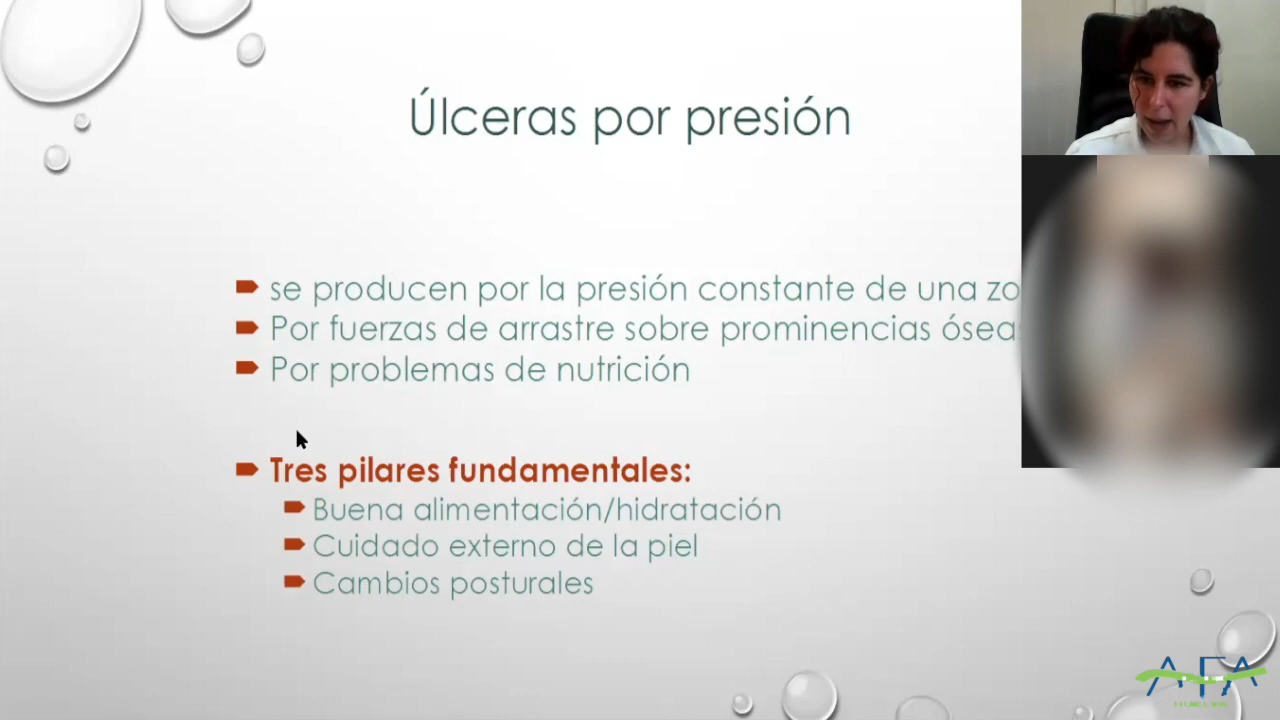 Úlceras por presión
se producen por la presión constante de una zo
Por fuerzas de arrastre sobre prominencias ósea
Por problemas de nutrición
Tres pilares fundamentales:
Buena alimentación/hidratación
Cuidado externo de la piel
Cambios posturales
AFA